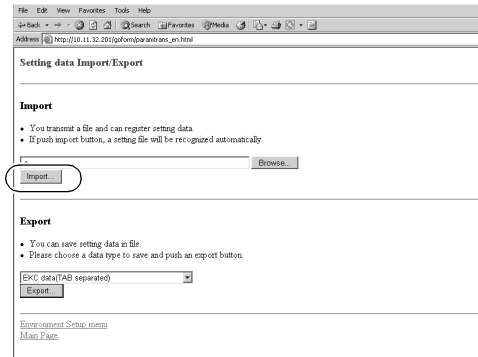 File Edit View Favorites Tools Help
Back Search Favorites Media
Address http://10.11.32.201/goform/paramtrans_en.html
Setting data Import/Export
Import
• You transmit a file and can register setting data.
• If push import button, a setting file will be recognized automatically.
Browse...
Import...
Export
• You can save setting data in file.
• Please choose a data type to save and push an export button.
EKC data(TAB separated)
Export...
Environment Setup menu
Main Page